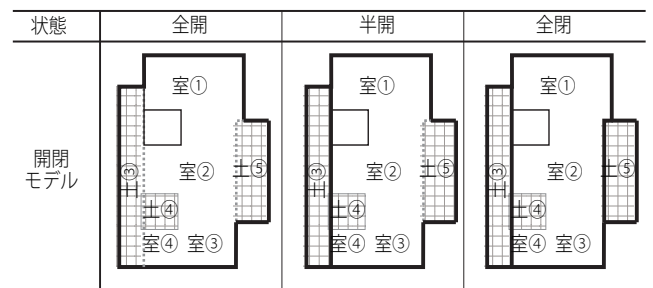 状態 全開 半開 全閉
開閉
モデル
室① 室① 室①
土③ 室② 土⑤ 土③ 室② 土⑤ 土③ 室② 土⑤
土④ 土④ 土④
室④ 室③ 室④ 室③ 室④ 室③